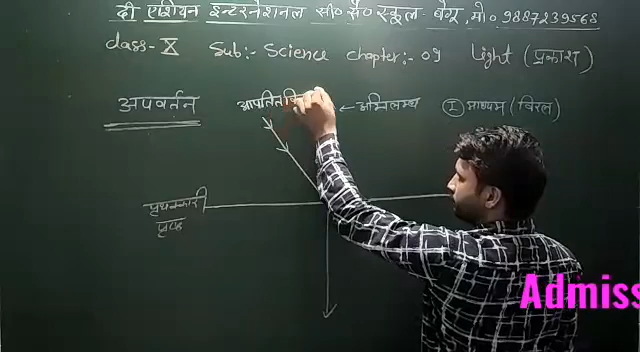 दी एशियन इन्टरनेशनल सी० सै० स्कूल - बेगू, मो० 9887239568
class- X Sub:- Science chapter:- 09 Light (प्रकाश)
अपवर्तन आपतित ← अभिलम्ब I माध्यम (विरल)
पृथक्कारी
पृष्ठ
Admiss